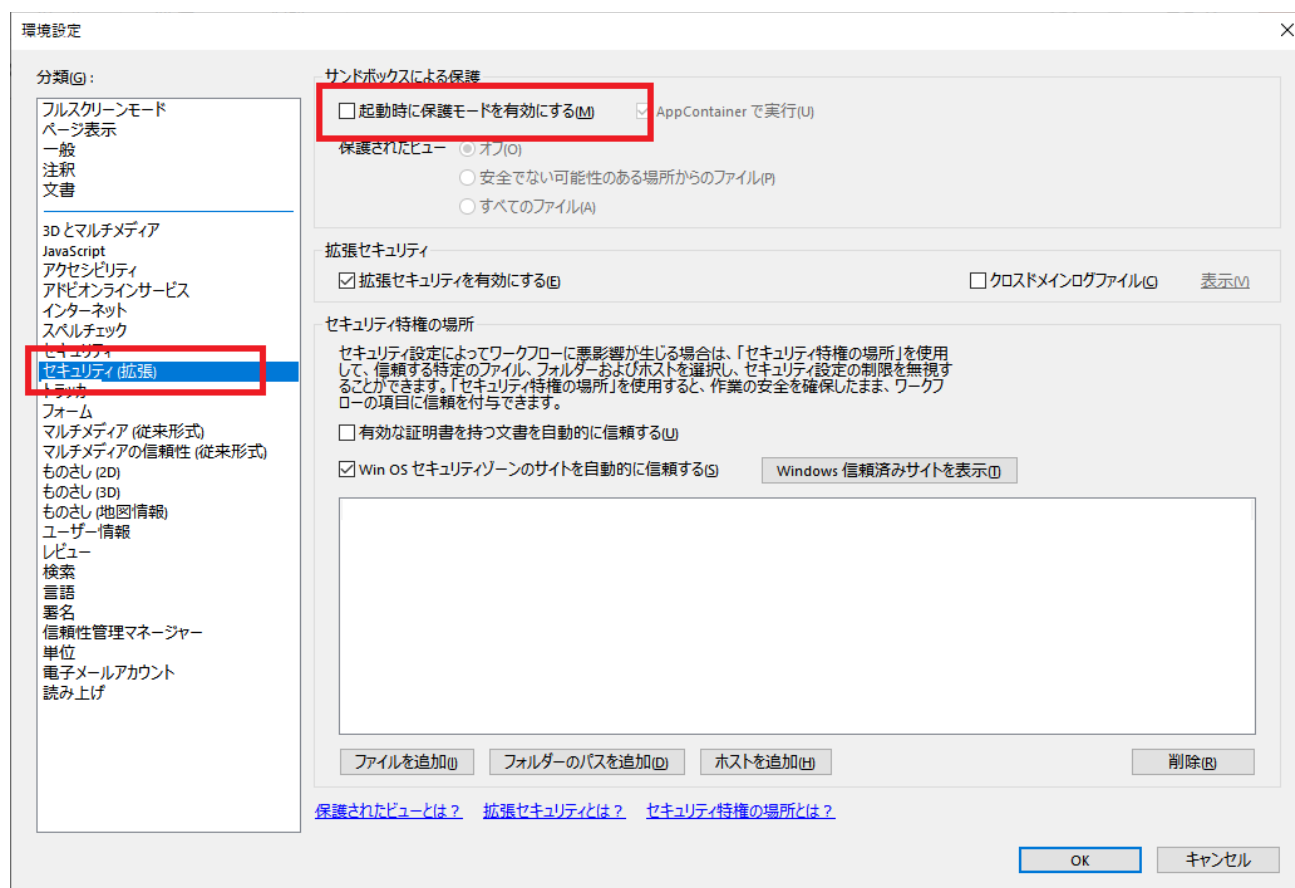 環境設定
分類(G) :
フルスクリーンモード
ページ表示
一般
注釈
文書
3D とマルチメディア
JavaScript
アクセシビリティ
アドビオンラインサービス
インターネット
スペルチェック
セキュリティ
セキュリティ (拡張)
トラッカー
フォーム
マルチメディア (従来形式)
マルチメディアの信頼性 (従来形式)
ものさし (2D)
ものさし (3D)
ものさし (地図情報)
ユーザー情報
レビュー
検索
言語
署名
信頼性管理マネージャー
単位
電子メールアカウント
読み上げ
サンドボックスによる保護
起動時に保護モードを有効にする(M) AppContainer で実行(U)
保護されたビュー オフ(O)
安全でない可能性のある場所からのファイル(P)
すべてのファイル(A)
拡張セキュリティ
拡張セキュリティを有効にする(E) クロスドメインログファイル(C) 表示(V)
セキュリティ特権の場所
セキュリティ設定によってワークフローに悪影響が生じる場合は、「セキュリティ特権の場所」を使用
して、信頼する特定のファイル、フォルダーおよびホストを選択し、セキュリティ設定の制限を無視す
ることができます。「セキュリティ特権の場所」を使用すると、作業の安全を確保したまま、ワークフ
ローの項目に信頼を付与できます。
有効な証明書を持つ文書を自動的に信頼する(U)
Win OS セキュリティゾーンのサイトを自動的に信頼する(S) Windows 信頼済みサイトを表示(T)
ファイルを追加(I) フォルダーのパスを追加(D) ホストを追加(H) 削除(R)
保護されたビューとは ? 拡張セキュリティとは ? セキュリティ特権の場所とは ?
OK キャンセル